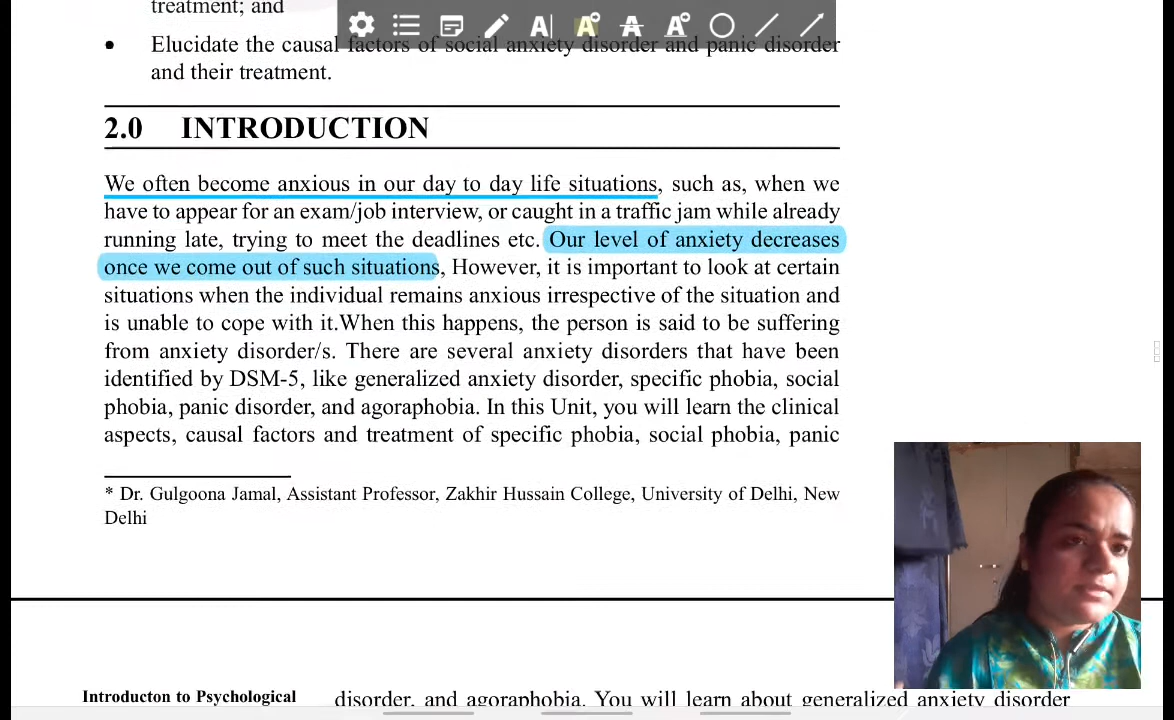 treatment; and
A A A A
• Elucidate the causal factors of social anxiety disorder and panic disorder
and their treatment.
2.0 INTRODUCTION
We often become anxious in our day to day life situations, such as, when we
have to appear for an exam/job interview, or caught in a traffic jam while already
running late, trying to meet the deadlines etc. Our level of anxiety decreases
once we come out of such situations, However, it is important to look at certain
situations when the individual remains anxious irrespective of the situation and
is unable to cope with it.When this happens, the person is said to be suffering
from anxiety disorder/s. There are several anxiety disorders that have been
identified by DSM-5, like generalized anxiety disorder, specific phobia, social
phobia, panic disorder, and agoraphobia. In this Unit, you will learn the clinical
aspects, causal factors and treatment of specific phobia, social phobia, panic
* Dr. Gulgoona Jamal, Assistant Professor, Zakhir Hussain College, University of Delhi, New
Delhi
Introducton to Psychological
disorder, and agoraphobia. You will learn about generalized anxiety disorder